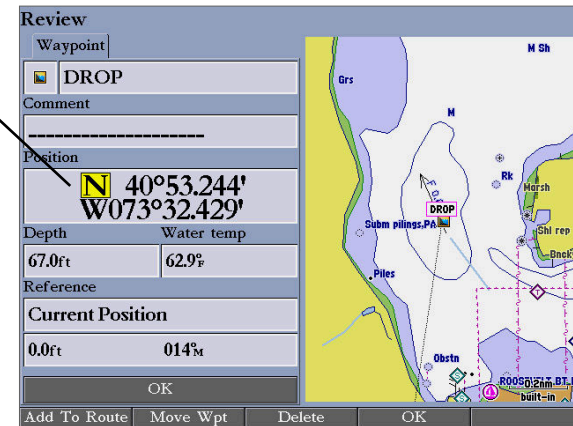 Review
Waypoint
DROP
Comment
--------------------
Position
N 40°53.244'
W073°32.429'
Depth
Water temp
67.0ft
62.9°F
Reference
Current Position
0.0ft
014°M
OK
Add To Route
Move Wpt
Delete
OK
M Sh
Grs
M
Rk
Marsh
DROP
Subm pilings,PA
Shl rep
Piles
Obstn
0.2nm
built-in